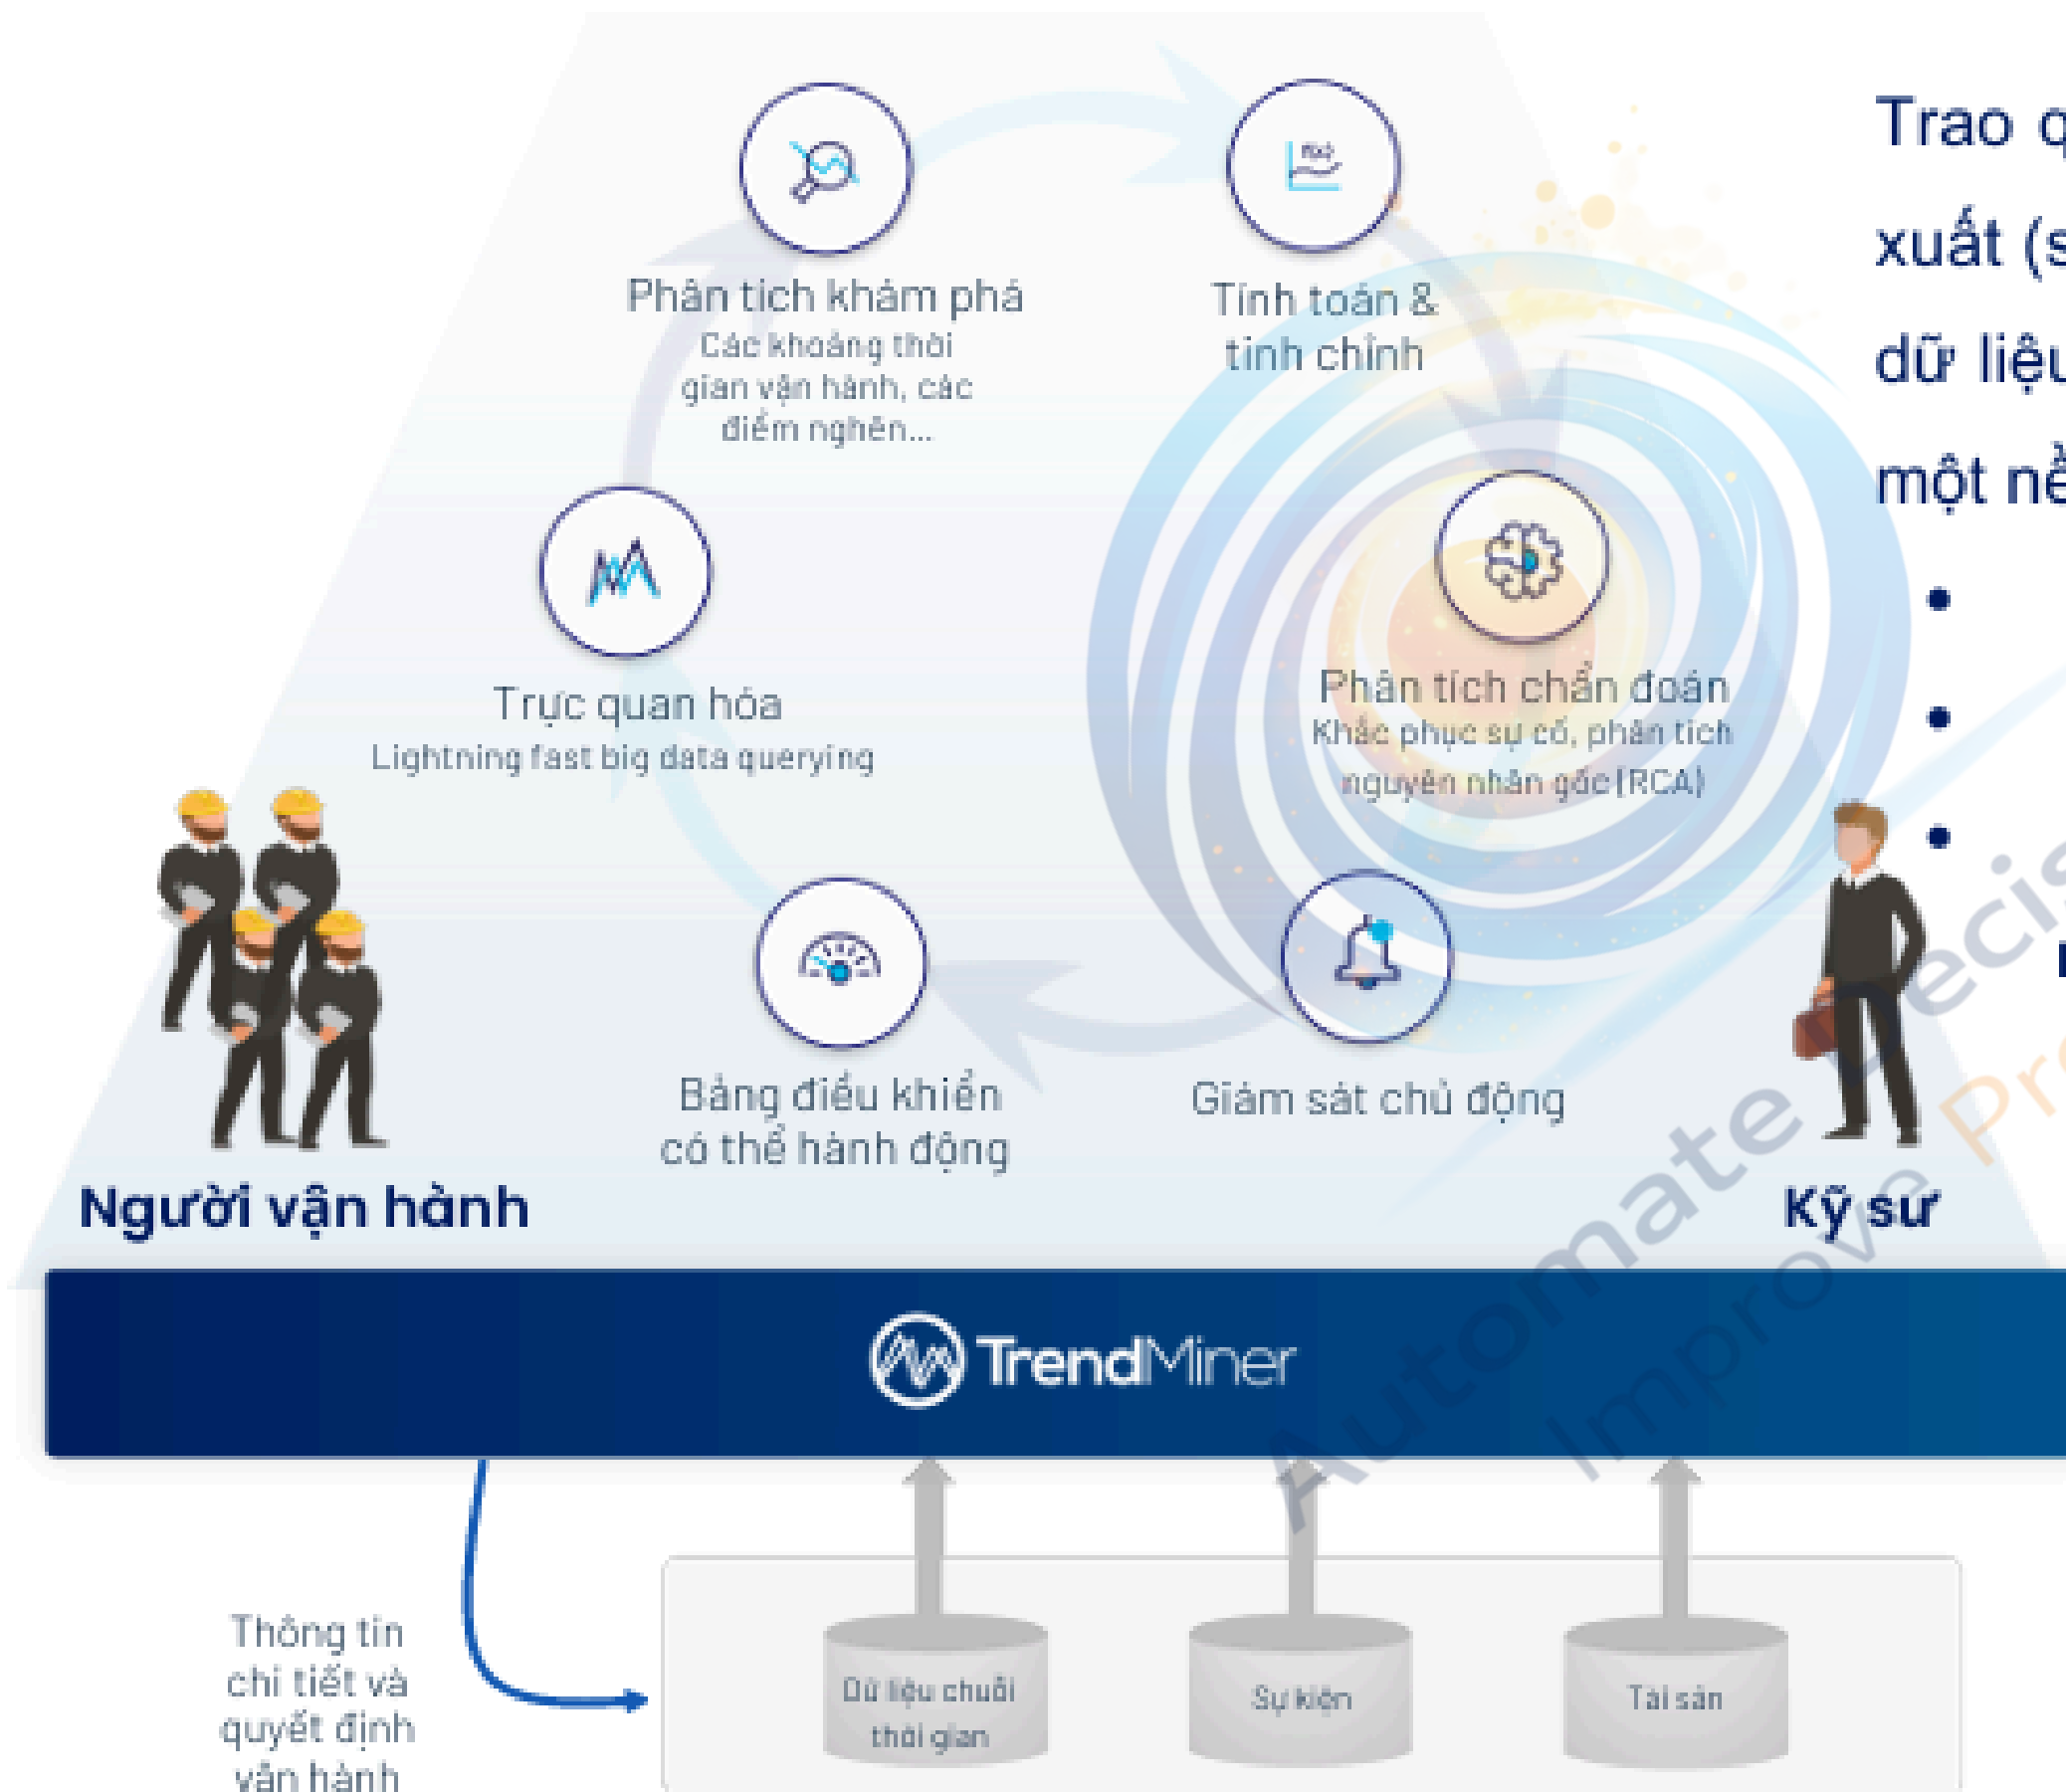 Phân tích khám phá
Các khoảng thời
gian vận hành, các
điểm nghẽn...
Tính toán &
tinh chỉnh
Trực quan hóa
Lightning fast big data querying
Phân tích chẩn đoán
Khắc phục sự cố, phân tích
nguyên nhân gốc (RCA)
Bảng điều khiển
có thể hành động
Giám sát chủ động
Người vận hành
Kỹ sư
TrendMiner
Thông tin
chi tiết và
quyết định
vận hành
Dữ liệu chuỗi
thời gian
Sự kiện
Tài sản
Trao
xuất
dữ liệu
một
Automate
Improve